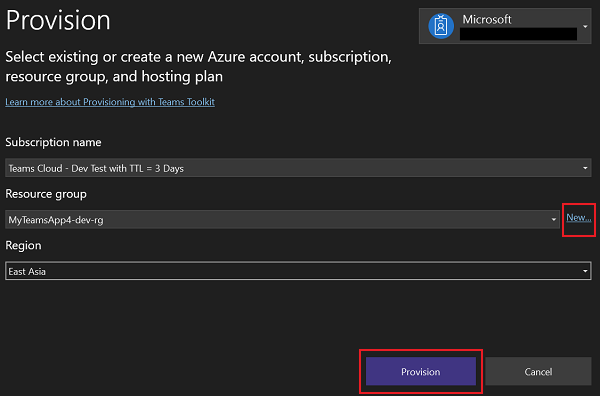 Provision
Microsoft
Select existing or create a new Azure account, subscription,
resource group, and hosting plan
Learn more about Provisioning with Teams Toolkit
Subscription name
Teams Cloud - Dev Test with TTL = 3 Days
Resource group
MyTeamsApp4-dev-rg
New...
Region
East Asia
Provision
Cancel